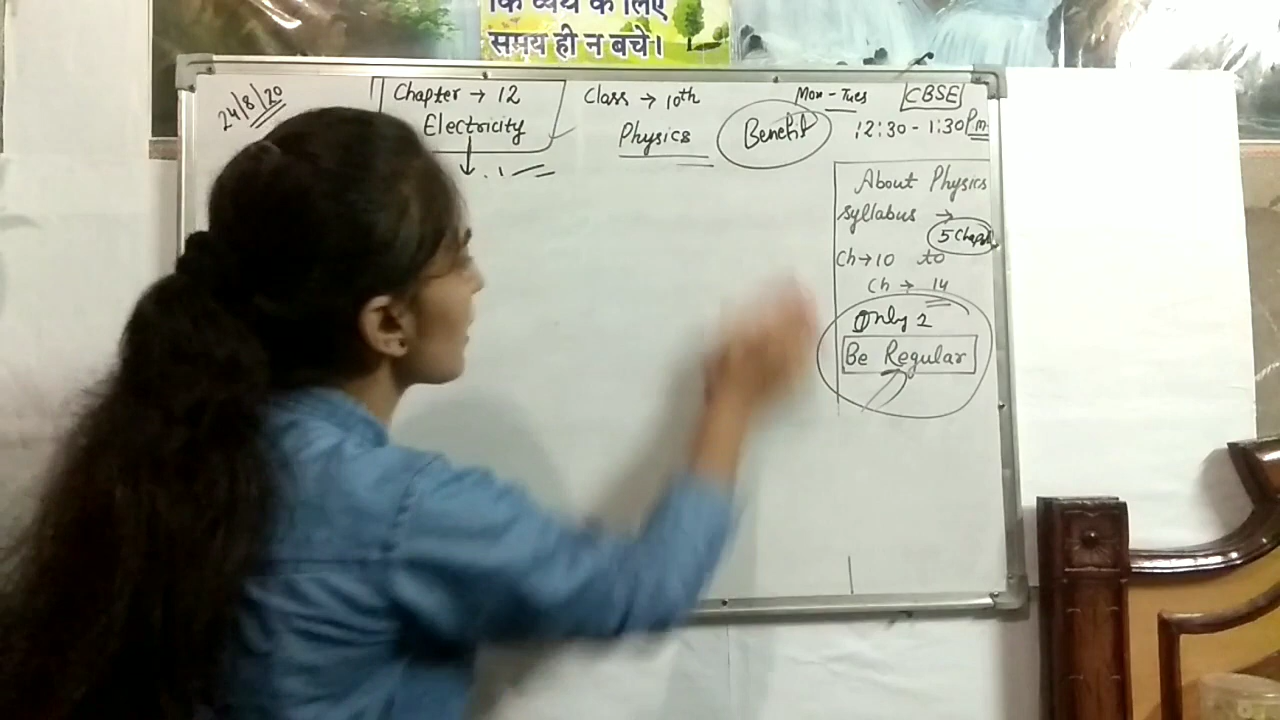 कि व्यर्थ के लिए
समय ही न बचे।
24/8/20
Chapter → 12
Electricity
Class → 10th
Physics
Benefit
Mon - Tues
CBSE
12:30 - 1:30 Pm
About Physics
syllabus →
5 Chap
Ch → 10 to
Ch → 14
Only 2
Be Regular